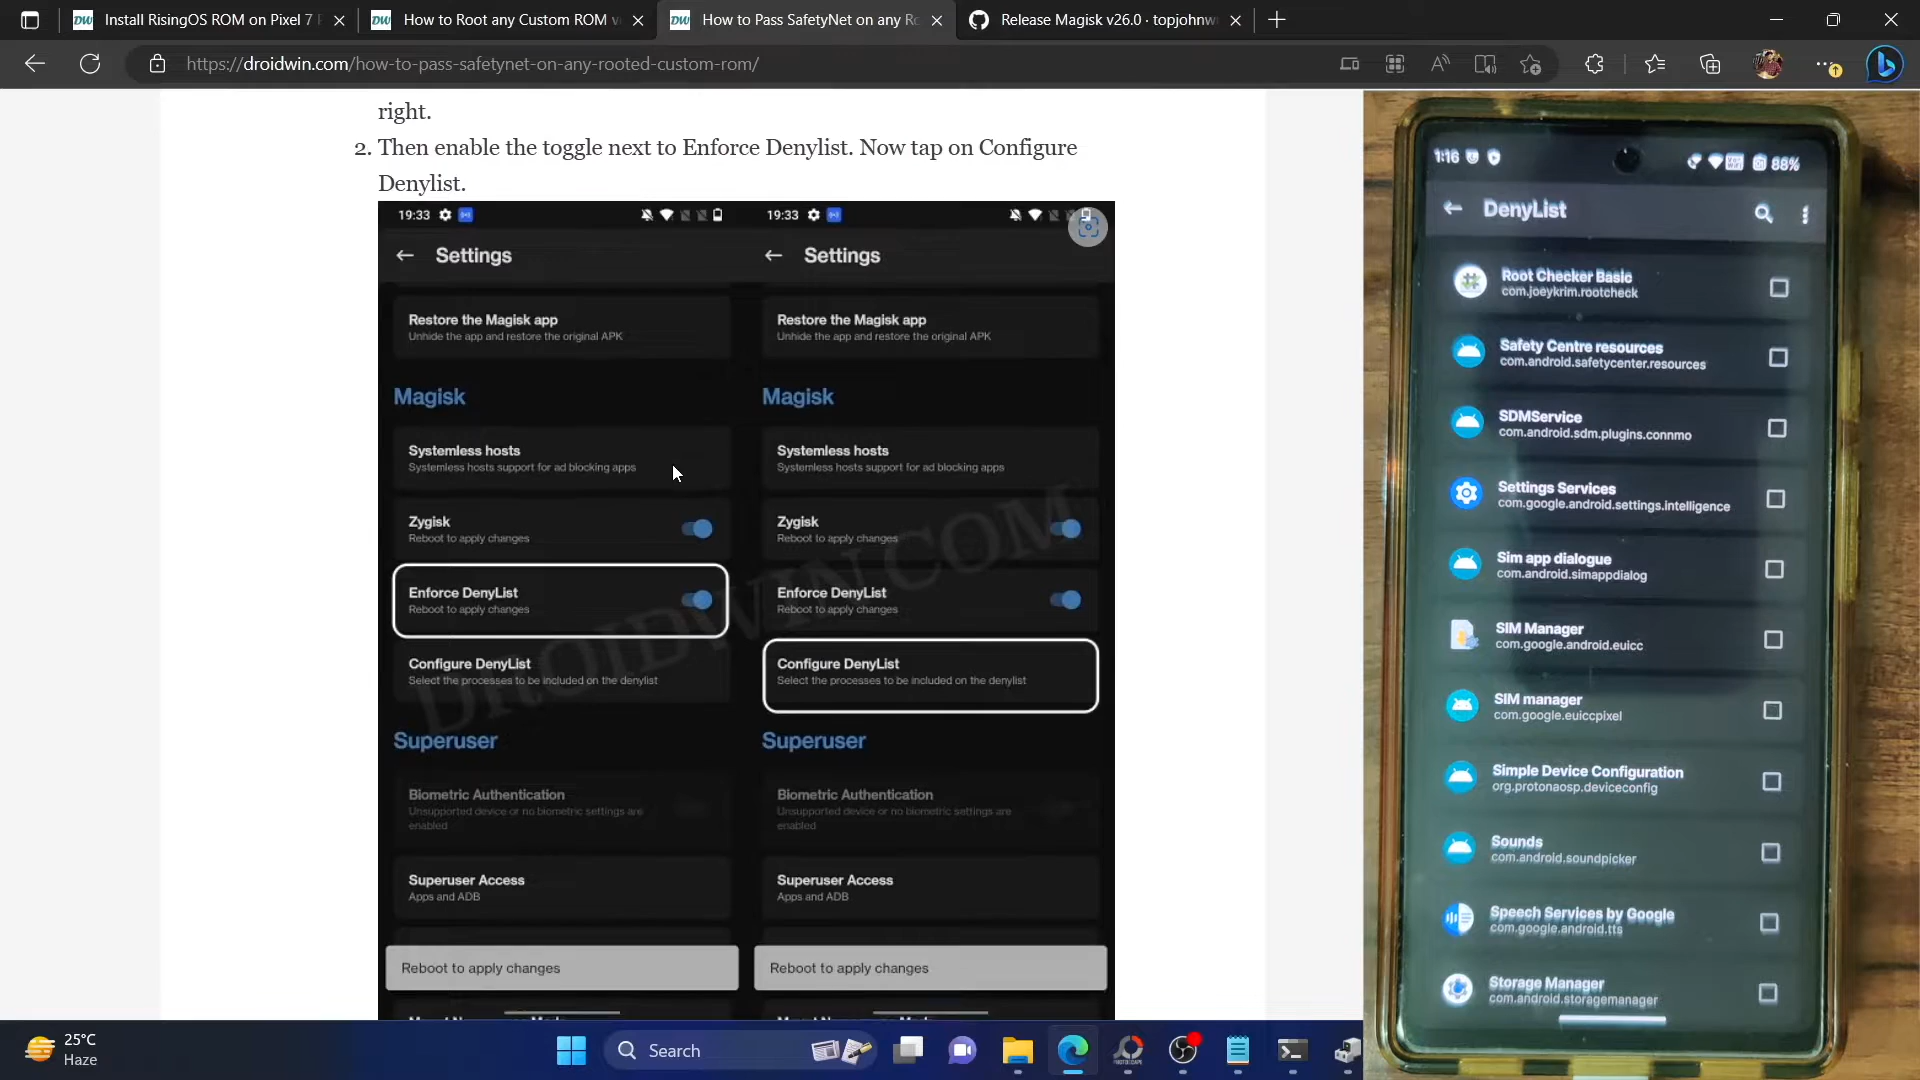 Install RisingOS ROM on Pixel 7 P
How to Root any Custom ROM v
How to Pass SafetyNet on any Ro
Release Magisk v26.0 · topjohnw
https://droidwin.com/how-to-pass-safetynet-on-any-rooted-custom-rom/
right.
2. Then enable the toggle next to Enforce Denylist. Now tap on Configure
Denylist.
19:33
Settings
Restore the Magisk app
Unhide the app and restore the original APK
Magisk
Systemless hosts
Systemless hosts support for ad blocking apps
Zygisk
Reboot to apply changes
Enforce DenyList
Reboot to apply changes
Configure DenyList
Select the processes to be included on the denylist
Superuser
Biometric Authentication
Unsupported device or no biometric settings are
enabled
Superuser Access
Apps and ADB
Reboot to apply changes
19:33
Settings
Restore the Magisk app
Unhide the app and restore the original APK
Magisk
Systemless hosts
Systemless hosts support for ad blocking apps
Zygisk
Reboot to apply changes
Enforce DenyList
Reboot to apply changes
Configure DenyList
Select the processes to be included on the denylist
Superuser
Biometric Authentication
Unsupported device or no biometric settings are
enabled
Superuser Access
Apps and ADB
Reboot to apply changes
DROIDWIN.COM
1:16
88%
DenyList
Root Checker Basic
com.joeykrim.rootcheck
Safety Centre resources
com.android.safetycenter.resources
SDMService
com.android.sdm.plugins.connmo
Settings Services
com.google.android.settings.intelligence
Sim app dialogue
com.android.simappdialog
SIM Manager
com.google.android.euicc
SIM manager
com.google.euiccpixel
Simple Device Configuration
org.protonaosp.deviceconfig
Sounds
com.android.soundpicker
Speech Services by Google
com.google.android.tts
Storage Manager
com.android.storagemanager
25°C
Haze
Search